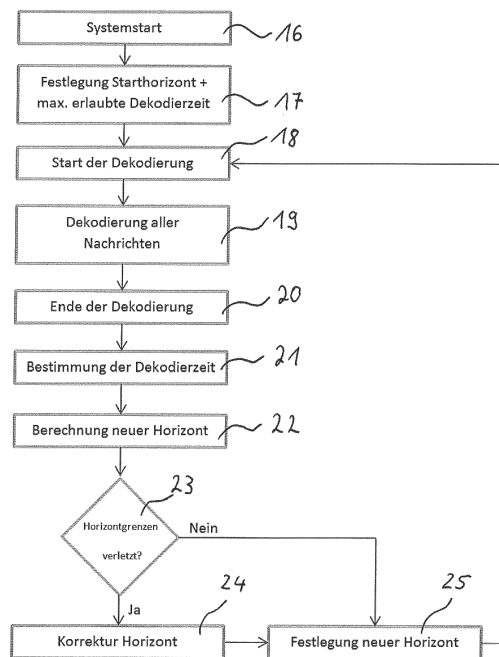 Systemstart
16
Festlegung Starthorizont +
max. erlaubte Dekodierzeit
17
18
Start der Dekodierung
Dekodierung aller
Nachrichten
19
Ende der Dekodierung
20
Bestimmung der Dekodierzeit
21
Berechnung neuer Horizont
22
23
Horizontgrenzen
verletzt?
Nein
Ja
24
25
Korrektur Horizont
Festlegung neuer Horizont